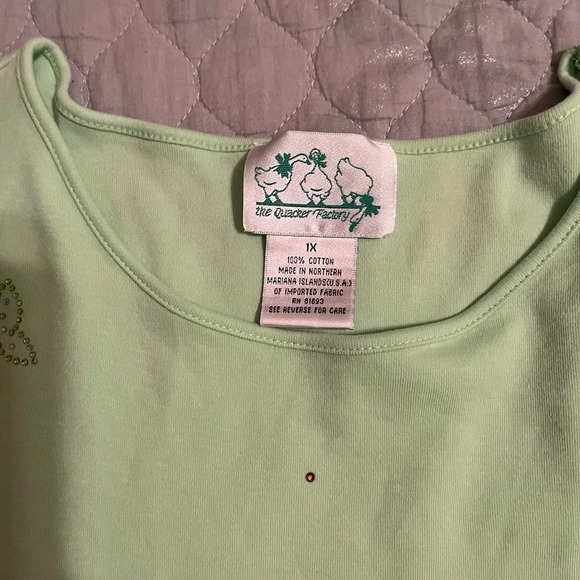 the Quacker Factory
1X
100% COTTON
MADE IN NORTHERN
MARIANA ISLANDS(U.S.A.)
OF IMPORTED FABRIC
RN 81893
SEE REVERSE FOR CARE